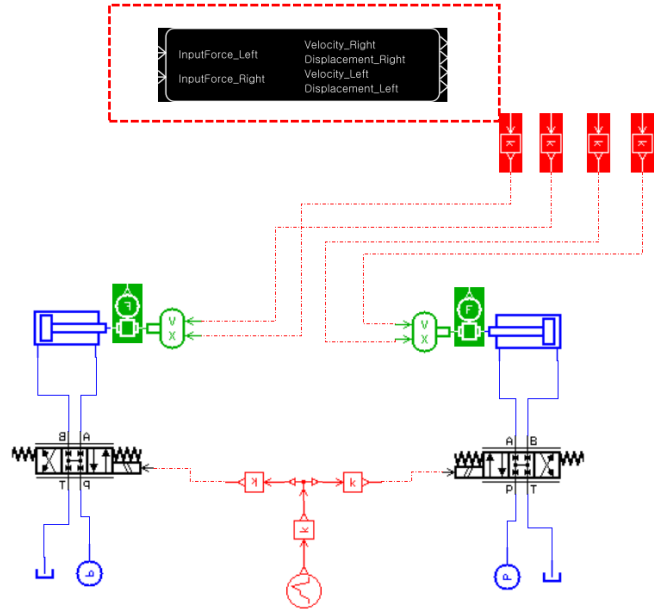 InputForce_Left
InputForce_Right
Velocity_Right
Displacement_Right
Velocity_Left
Displacement_Left
k k k k
F
V
X
F
V
X
B A
T P
A B
P T
k
k
k
P
P